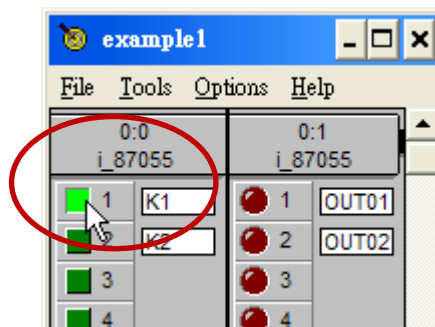 example1
File Tools Options Help
0:0 0:1
i_87055 i_87055
1 K1 1 OUT01
2 K2 2 OUT02
3 3
4 4